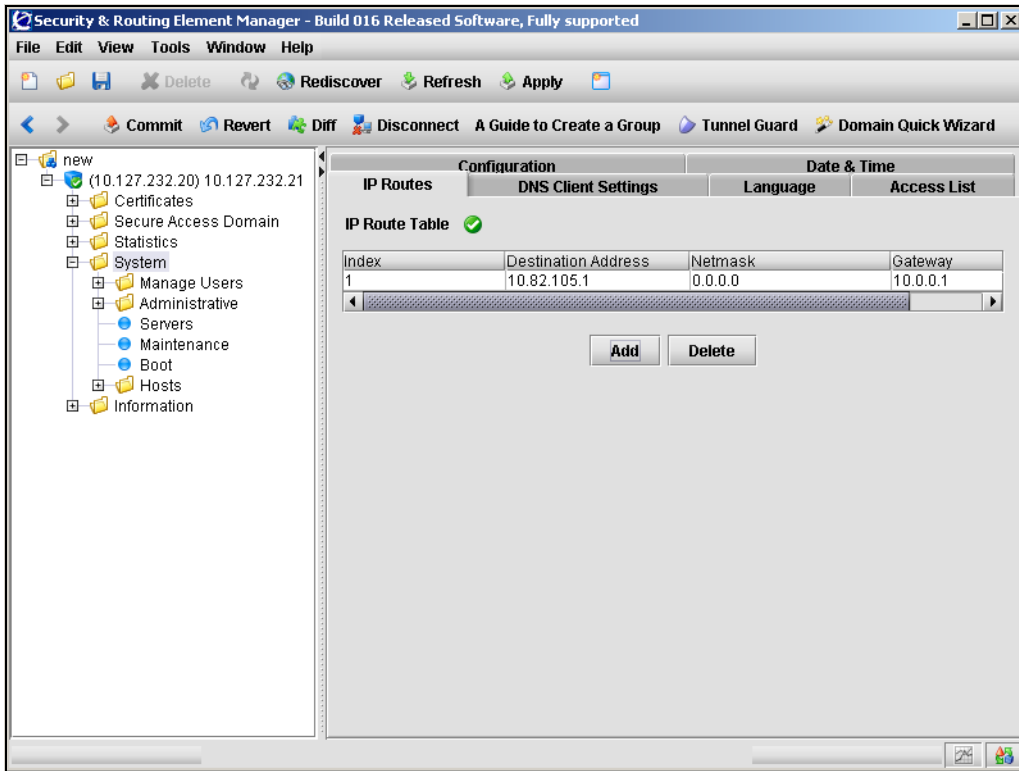 Security & Routing Element Manager - Build 016 Released Software, Fully supported
File Edit View Tools Window Help
Delete Rediscover Refresh Apply
Commit Revert Diff Disconnect A Guide to Create a Group Tunnel Guard Domain Quick Wizard
new
(10.127.232.20) 10.127.232.21
Certificates
Secure Access Domain
Statistics
System
Manage Users
Administrative
Servers
Maintenance
Boot
Hosts
Information
Configuration Date & Time
IP Routes DNS Client Settings Language Access List
IP Route Table
Index Destination Address Netmask Gateway
1 10.82.105.1 0.0.0.0 10.0.0.1
Add Delete